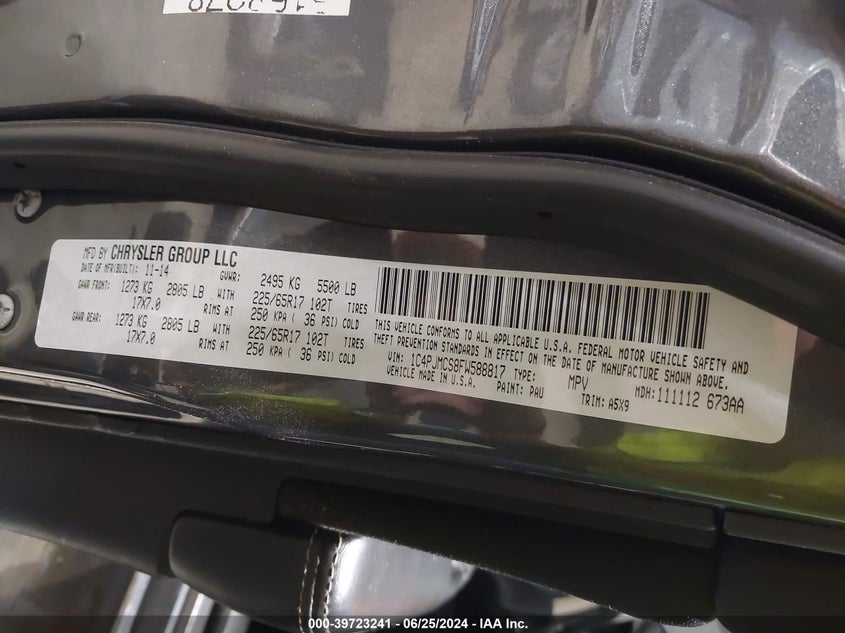 MFD BY CHRYSLER GROUP LLC
DATE OF MFR(BUILT): 11-14 GVWR: 2495 KG 5500 LB
GAWR FRONT: 1273 KG 2805 LB WITH 225/65R17 102T TIRES
17X7.0 RIMS AT 250 KPA ( 36 PSI) COLD
GAWR REAR: 1273 KG 2805 LB WITH 225/65R17 102T TIRES
17X7.0 RIMS AT 250 KPA ( 36 PSI) COLD
THIS VEHICLE CONFORMS TO ALL APPLICABLE U.S.A. FEDERAL MOTOR VEHICLE SAFETY AND
THEFT PREVENTION STANDARDS IN EFFECT ON THE DATE OF MANUFACTURE SHOWN ABOVE.
VIN: 1C4PJMCS8FW588817 TYPE: MPV MDH: 111112 673AA
MADE IN U.S.A. PAINT: PAU TRIM: A5X9
000-39723241 - 06/25/2024 - IAA Inc.